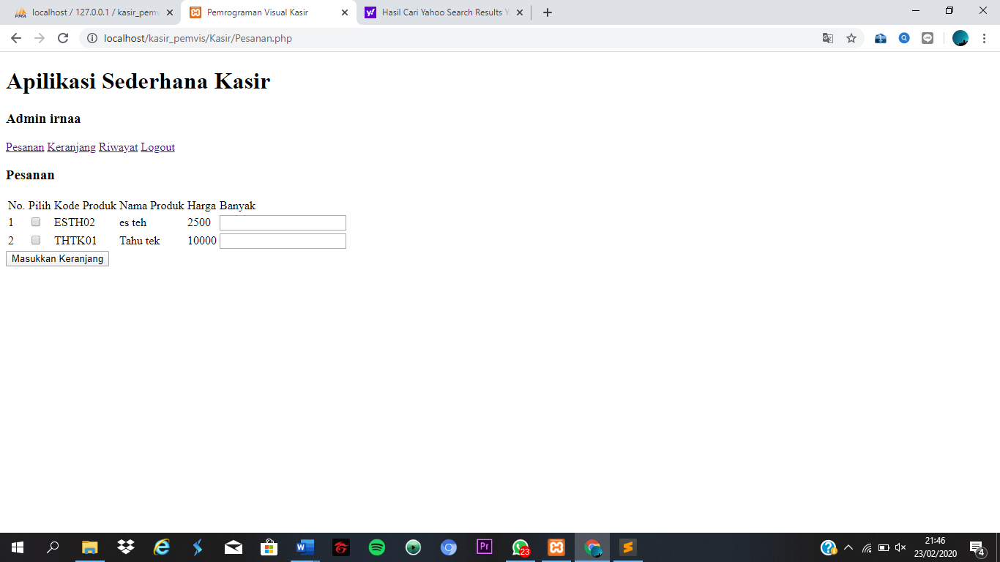 localhost / 127.0.0.1 / kasir_pemv
Pemrograman Visual Kasir
Hasil Cari Yahoo Search Results Y
localhost/kasir_pemvis/Kasir/Pesanan.php
Apilikasi Sederhana Kasir
Admin irnaa
Pesanan Keranjang Riwayat Logout
Pesanan
No. Pilih Kode Produk Nama Produk Harga Banyak
1 ESTH02 es teh 2500
2 THTK01 Tahu tek 10000
Masukkan Keranjang
21:46
23/02/2020
23
4